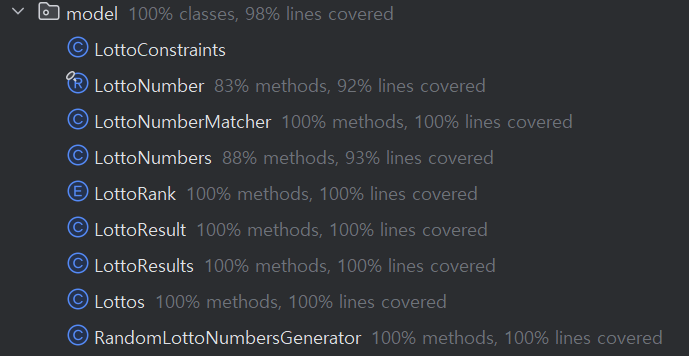 model 100% classes, 98% lines covered
C LottoConstraints
R LottoNumber 83% methods, 92% lines covered
C LottoNumberMatcher 100% methods, 100% lines covered
C LottoNumbers 88% methods, 93% lines covered
E LottoRank 100% methods, 100% lines covered
C LottoResult 100% methods, 100% lines covered
C LottoResults 100% methods, 100% lines covered
C Lottos 100% methods, 100% lines covered
C RandomLottoNumbersGenerator 100% methods, 100% lines covered